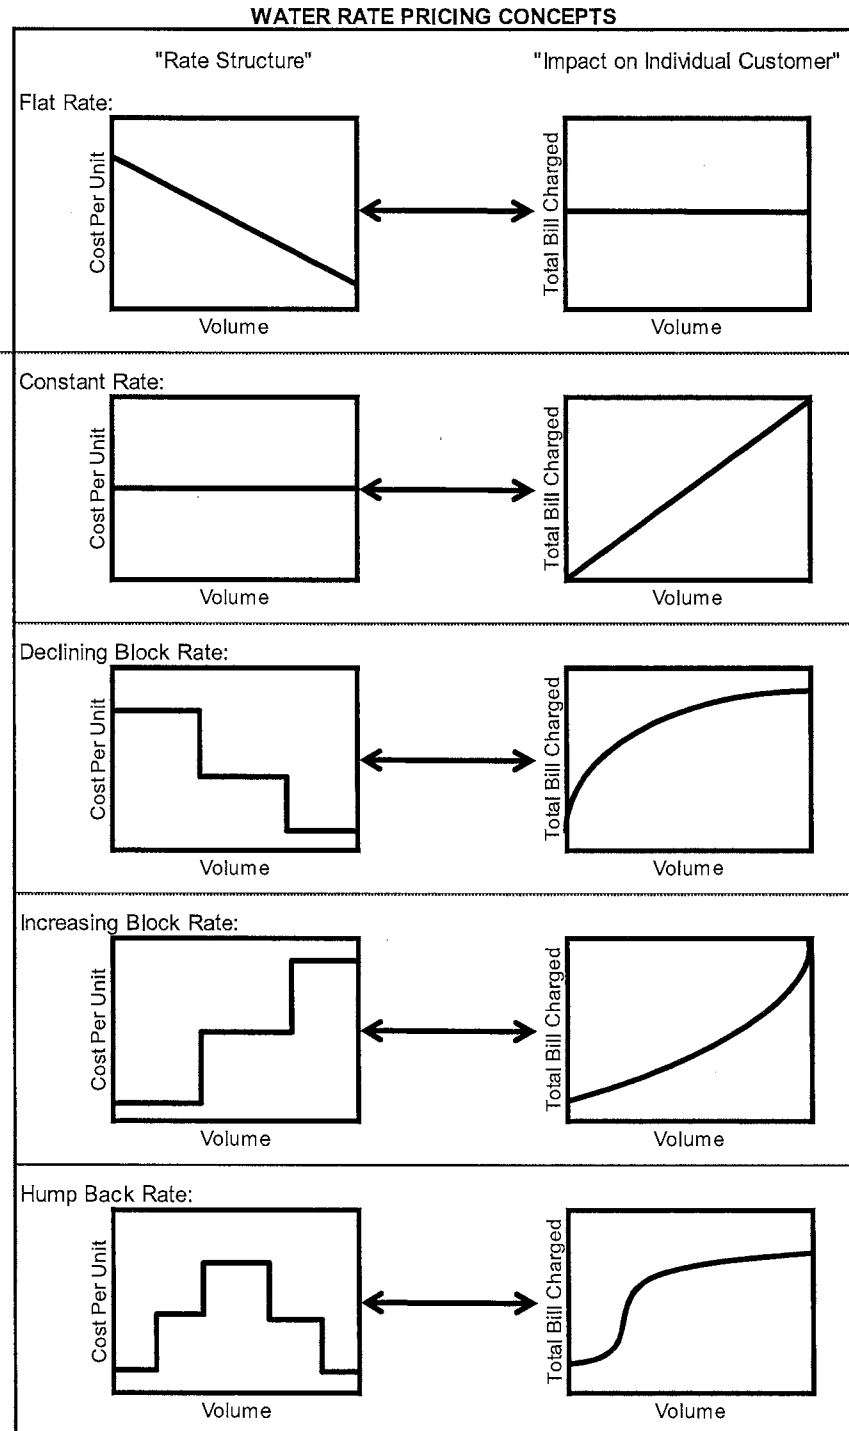 WATER RATE PRICING CONCEPTS
"Rate Structure"
"Impact on Individual Customer"
Flat Rate:
Cost Per Unit
Volume
Total Bill Charged
Volume
Constant Rate:
Cost Per Unit
Volume
Total Bill Charged
Volume
Declining Block Rate:
Cost Per Unit
Volume
Total Bill Charged
Volume
Increasing Block Rate:
Cost Per Unit
Volume
Total Bill Charged
Volume
Hump Back Rate:
Cost Per Unit
Volume
Total Bill Charged
Volume